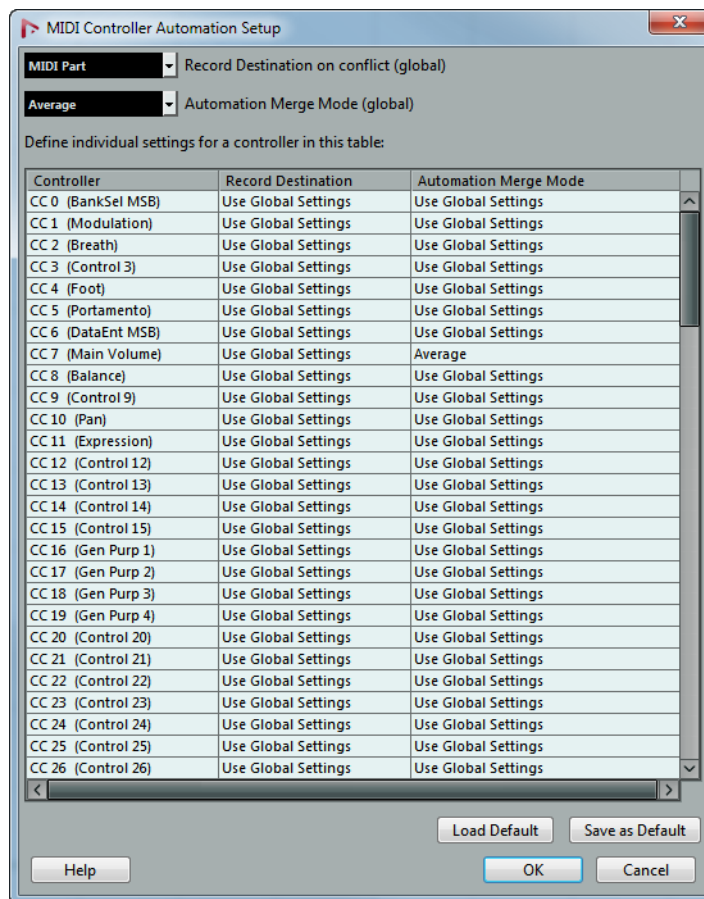 MIDI Controller Automation Setup
MIDI Part Record Destination on conflict (global)
Average Automation Merge Mode (global)
Define individual settings for a controller in this table:
Controller Record Destination Automation Merge Mode
CC 0 (BankSel MSB) Use Global Settings Use Global Settings
CC 1 (Modulation) Use Global Settings Use Global Settings
CC 2 (Breath) Use Global Settings Use Global Settings
CC 3 (Control 3) Use Global Settings Use Global Settings
CC 4 (Foot) Use Global Settings Use Global Settings
CC 5 (Portamento) Use Global Settings Use Global Settings
CC 6 (DataEnt MSB) Use Global Settings Use Global Settings
CC 7 (Main Volume) Use Global Settings Average
CC 8 (Balance) Use Global Settings Use Global Settings
CC 9 (Control 9) Use Global Settings Use Global Settings
CC 10 (Pan) Use Global Settings Use Global Settings
CC 11 (Expression) Use Global Settings Use Global Settings
CC 12 (Control 12) Use Global Settings Use Global Settings
CC 13 (Control 13) Use Global Settings Use Global Settings
CC 14 (Control 14) Use Global Settings Use Global Settings
CC 15 (Control 15) Use Global Settings Use Global Settings
CC 16 (Gen Purp 1) Use Global Settings Use Global Settings
CC 17 (Gen Purp 2) Use Global Settings Use Global Settings
CC 18 (Gen Purp 3) Use Global Settings Use Global Settings
CC 19 (Gen Purp 4) Use Global Settings Use Global Settings
CC 20 (Control 20) Use Global Settings Use Global Settings
CC 21 (Control 21) Use Global Settings Use Global Settings
CC 22 (Control 22) Use Global Settings Use Global Settings
CC 23 (Control 23) Use Global Settings Use Global Settings
CC 24 (Control 24) Use Global Settings Use Global Settings
CC 25 (Control 25) Use Global Settings Use Global Settings
CC 26 (Control 26) Use Global Settings Use Global Settings
Load Default Save as Default
Help OK Cancel